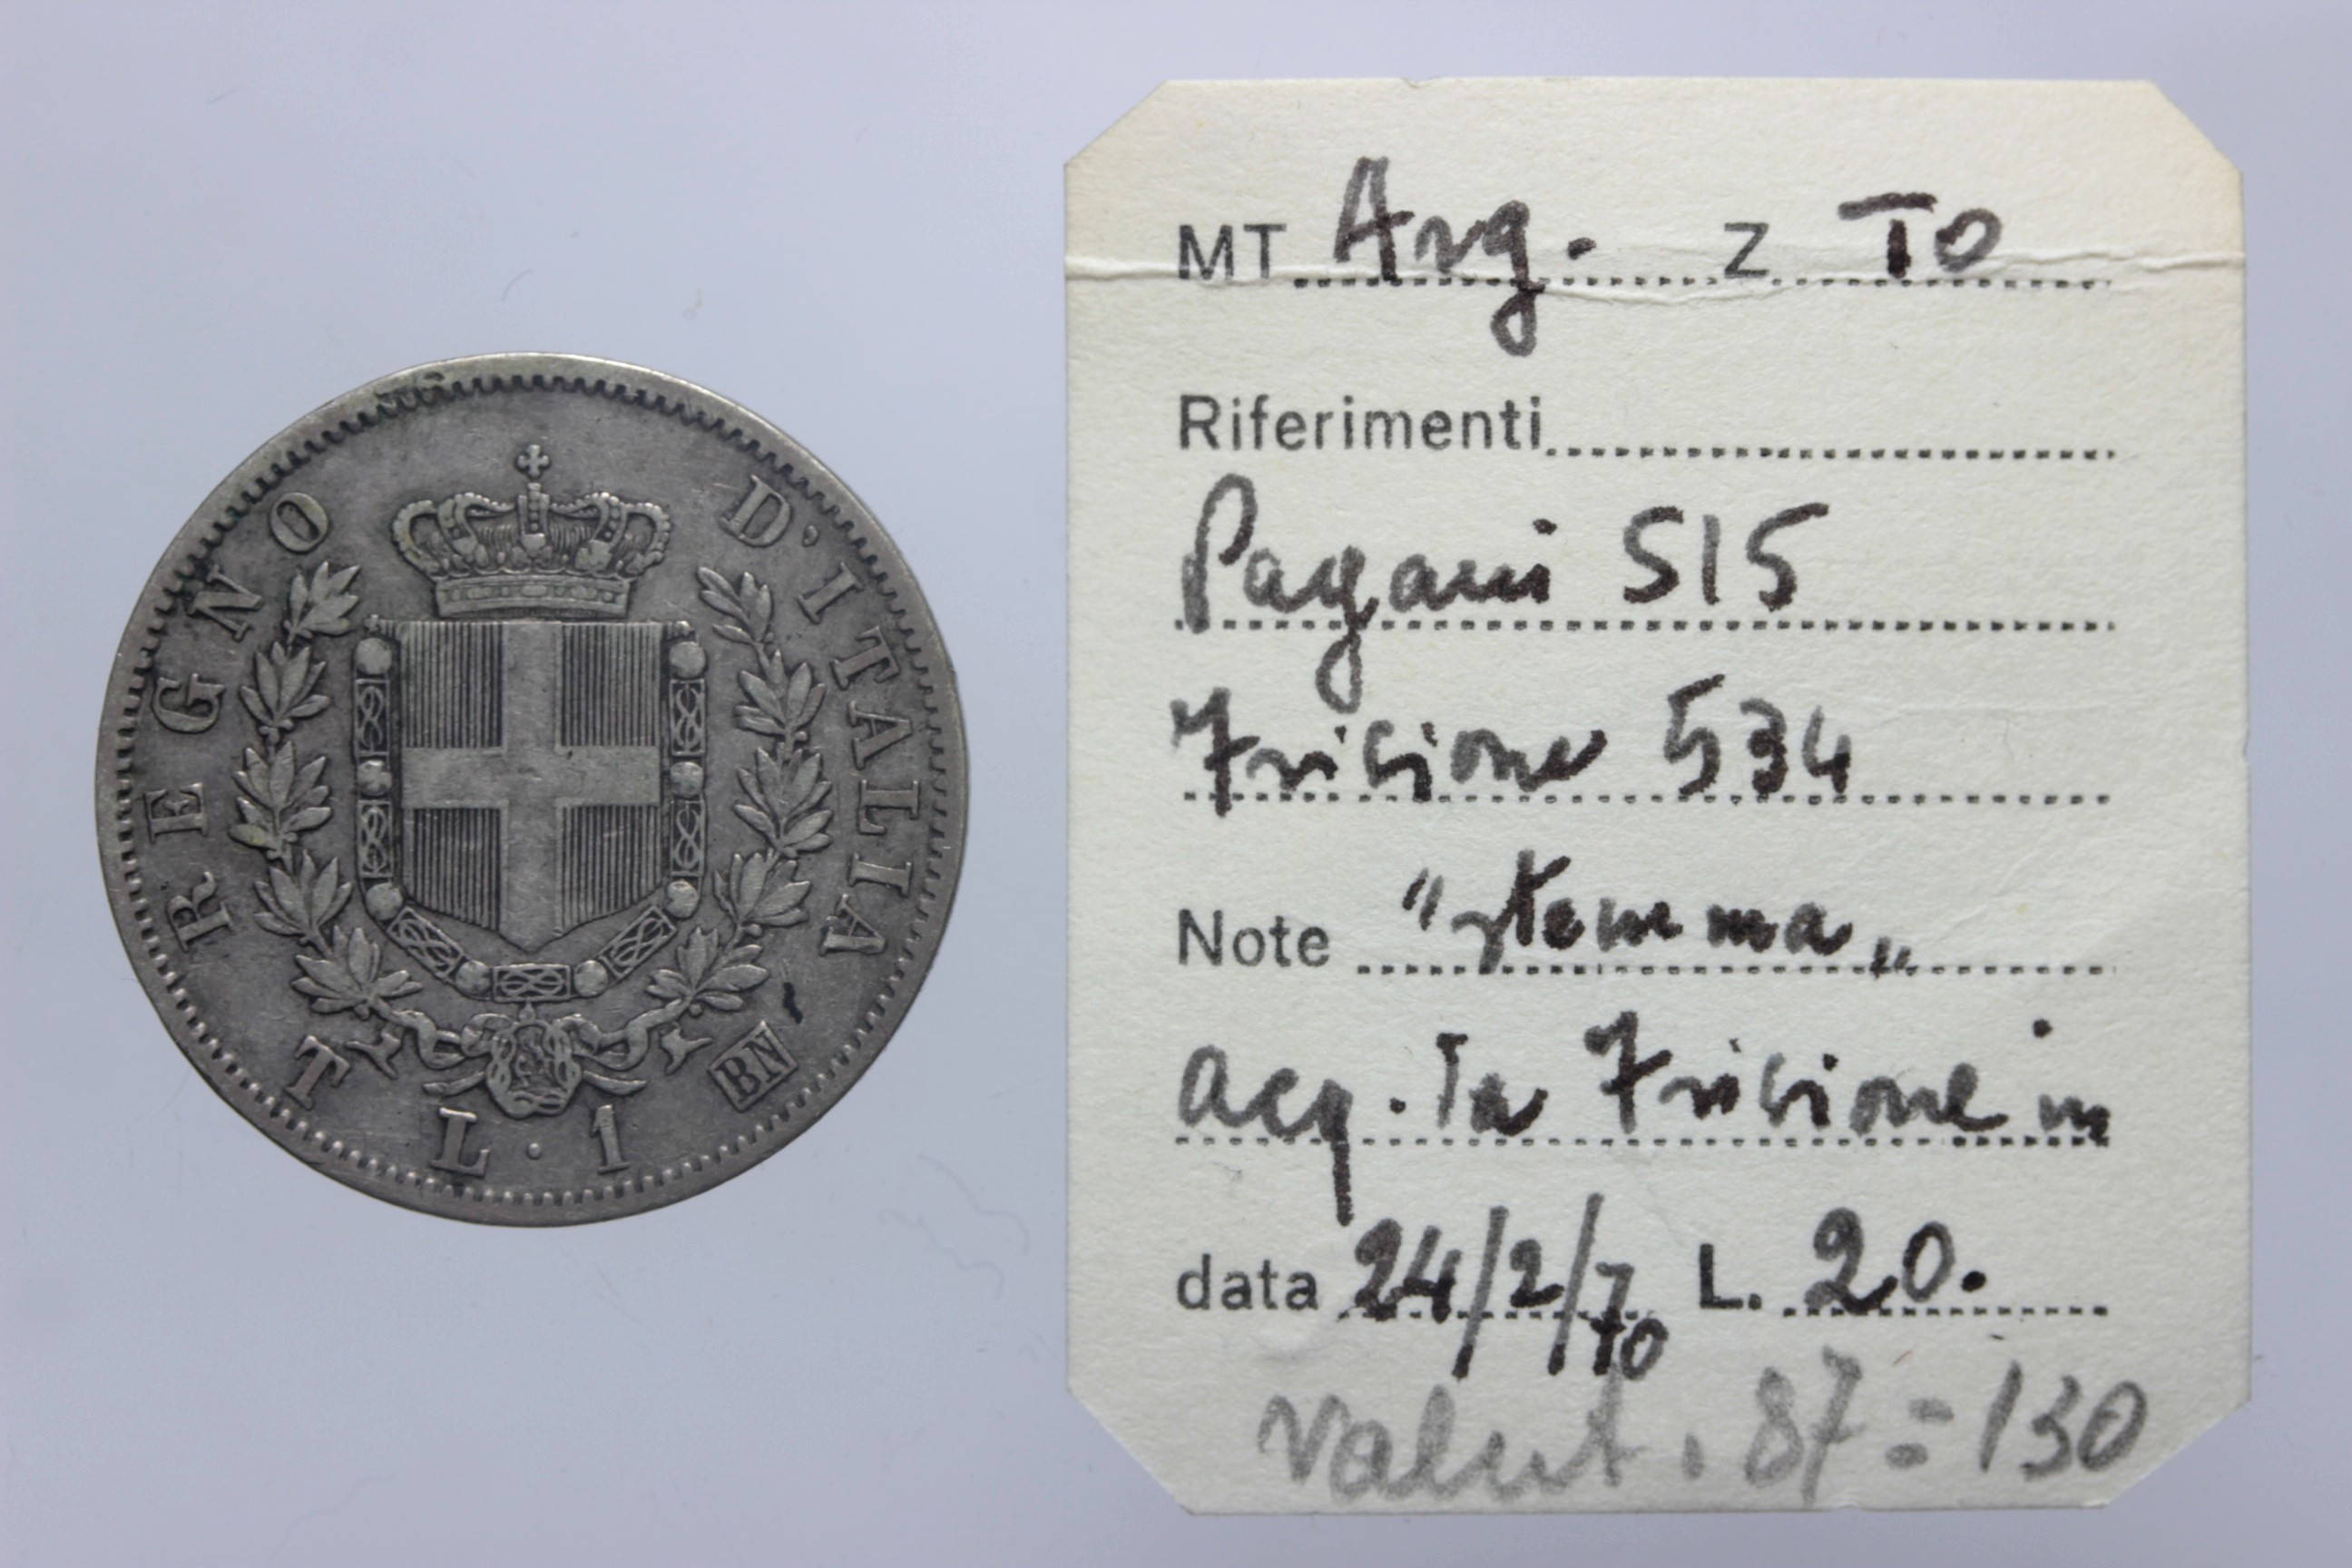 REGNO D'ITALIA
T L · 1 BN
MT Arg. Z TO
Riferimenti
Pagani 515
Frisione 534
Note "stemma„
acq. da Frisione in
data 24/2/70 L. 20.
Valut. 87 = 130